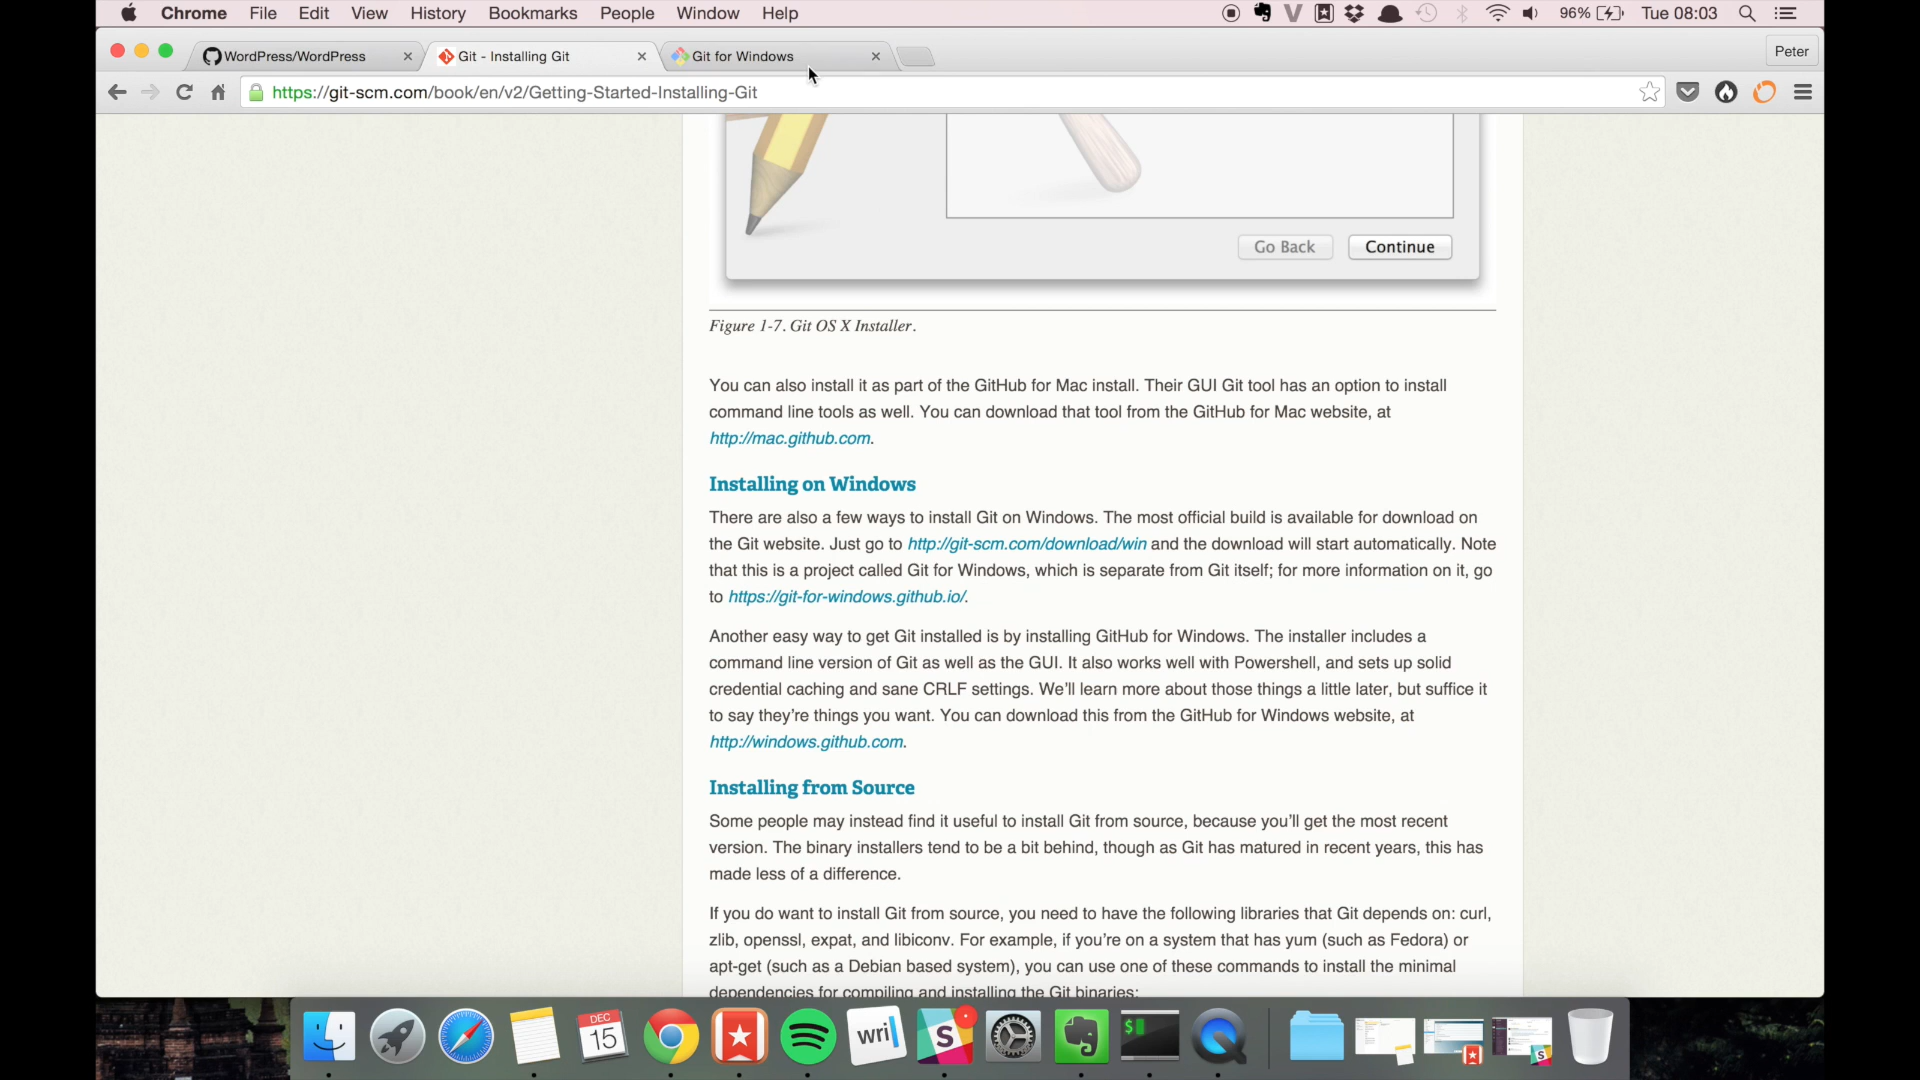 Chrome File Edit View History Bookmarks People Window Help 96% Tue 08:03
WordPress/WordPress Git - Installing Git Git for Windows Peter
https://git-scm.com/book/en/v2/Getting-Started-Installing-Git
Go Back Continue
Figure 1-7. Git OS X Installer.
You can also install it as part of the GitHub for Mac install. Their GUI Git tool has an option to install
command line tools as well. You can download that tool from the GitHub for Mac website, at
http://mac.github.com.
Installing on Windows
There are also a few ways to install Git on Windows. The most official build is available for download on
the Git website. Just go to http://git-scm.com/download/win and the download will start automatically. Note
that this is a project called Git for Windows, which is separate from Git itself; for more information on it, go
to https://git-for-windows.github.io/.
Another easy way to get Git installed is by installing GitHub for Windows. The installer includes a
command line version of Git as well as the GUI. It also works well with Powershell, and sets up solid
credential caching and sane CRLF settings. We'll learn more about those things a little later, but suffice it
to say they're things you want. You can download this from the GitHub for Windows website, at
http://windows.github.com.
Installing from Source
Some people may instead find it useful to install Git from source, because you'll get the most recent
version. The binary installers tend to be a bit behind, though as Git has matured in recent years, this has
made less of a difference.
If you do want to install Git from source, you need to have the following libraries that Git depends on: curl,
zlib, openssl, expat, and libiconv. For example, if you're on a system that has yum (such as Fedora) or
apt-get (such as a Debian based system), you can use one of these commands to install the minimal
dependencies for compiling and installing the Git binaries:
DEC
15
wri
S
$